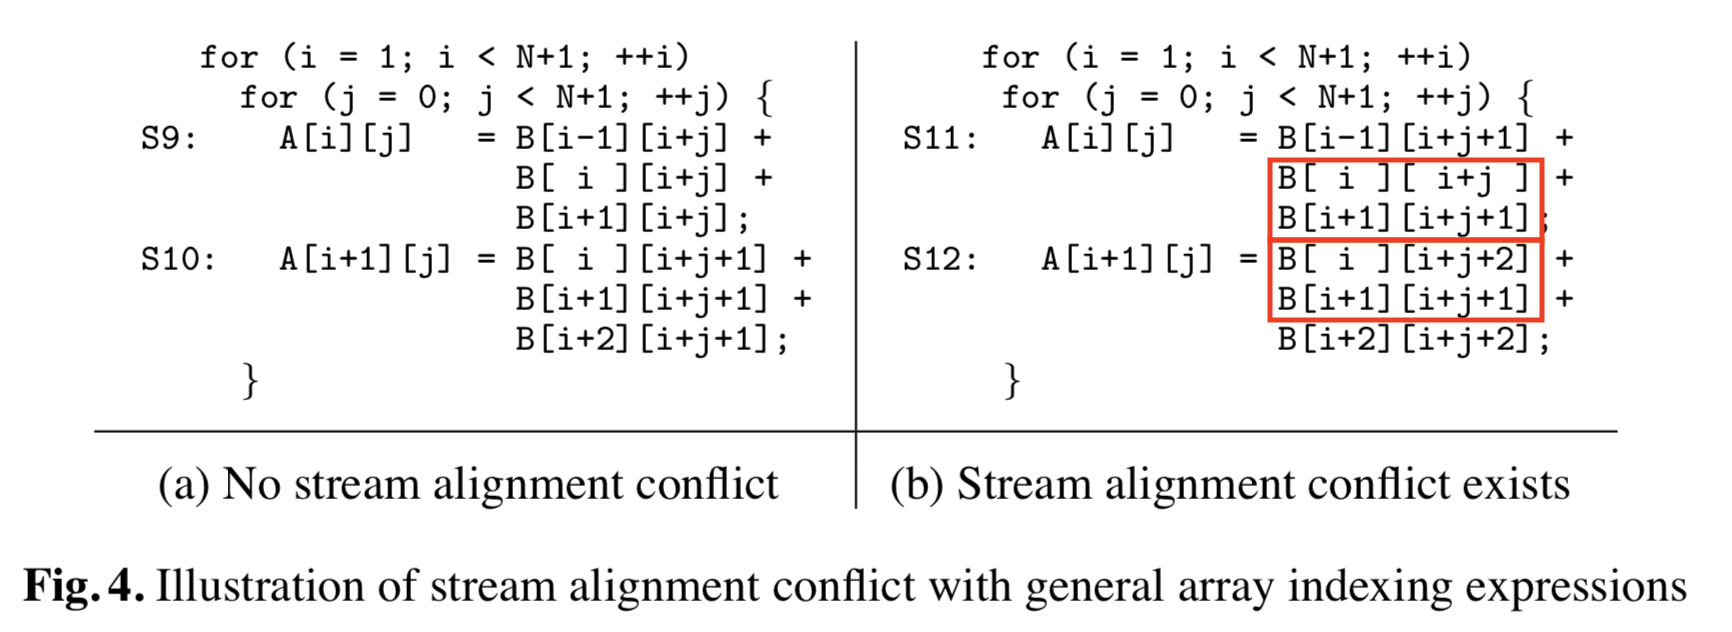 for (i = 1; i < N+1; ++i)
for (j = 0; j < N+1; ++j) {
S9: A[i][j] = B[i-1][i+j] +
B[ i ][i+j] +
B[i+1][i+j];
S10: A[i+1][j] = B[ i ][i+j+1] +
B[i+1][i+j+1] +
B[i+2][i+j+1];
}
(a) No stream alignment conflict
for (i = 1; i < N+1; ++i)
for (j = 0; j < N+1; ++j) {
S11: A[i][j] = B[i-1][i+j+1] +
B[ i ][ i+j ] +
B[i+1][i+j+1];
S12: A[i+1][j] = B[ i ][i+j+2] +
B[i+1][i+j+1] +
B[i+2][i+j+2];
}
(b) Stream alignment conflict exists
Fig. 4. Illustration of stream alignment conflict with general array indexing expressions